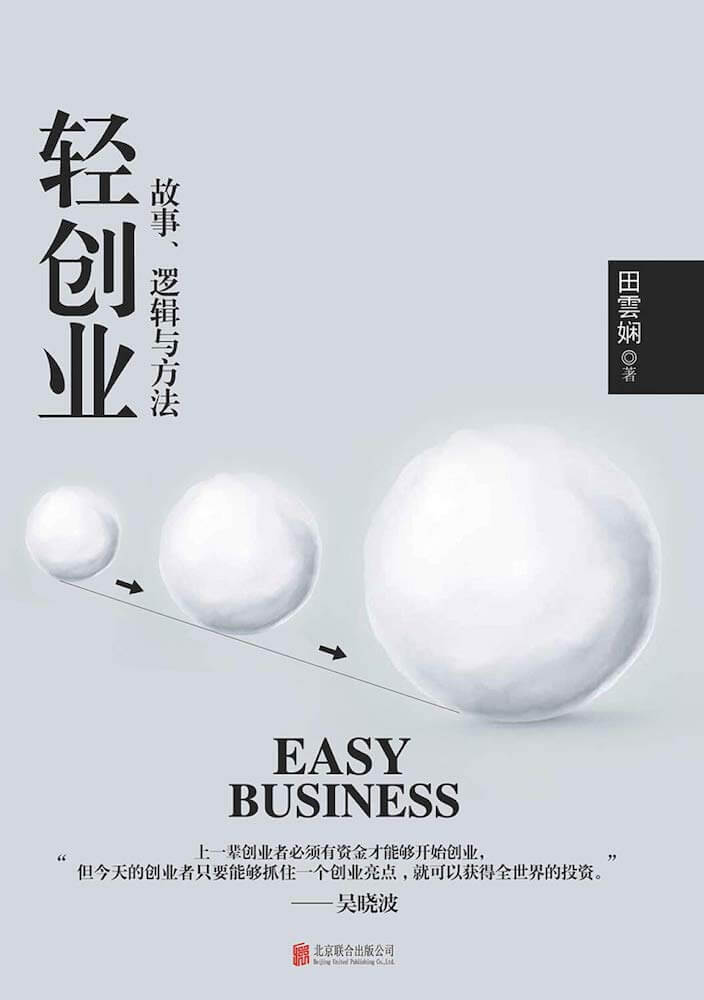 轻创业
故事、逻辑与方法
田雲娴◎著
EASY
BUSINESS
“上一辈创业者必须有资金才能够开始创业，
但今天的创业者只要能够抓住一个创业亮点，就可以获得全世界的投资。”
——吴晓波
北京联合出版公司
Beijing United Publishing Co.,Ltd.